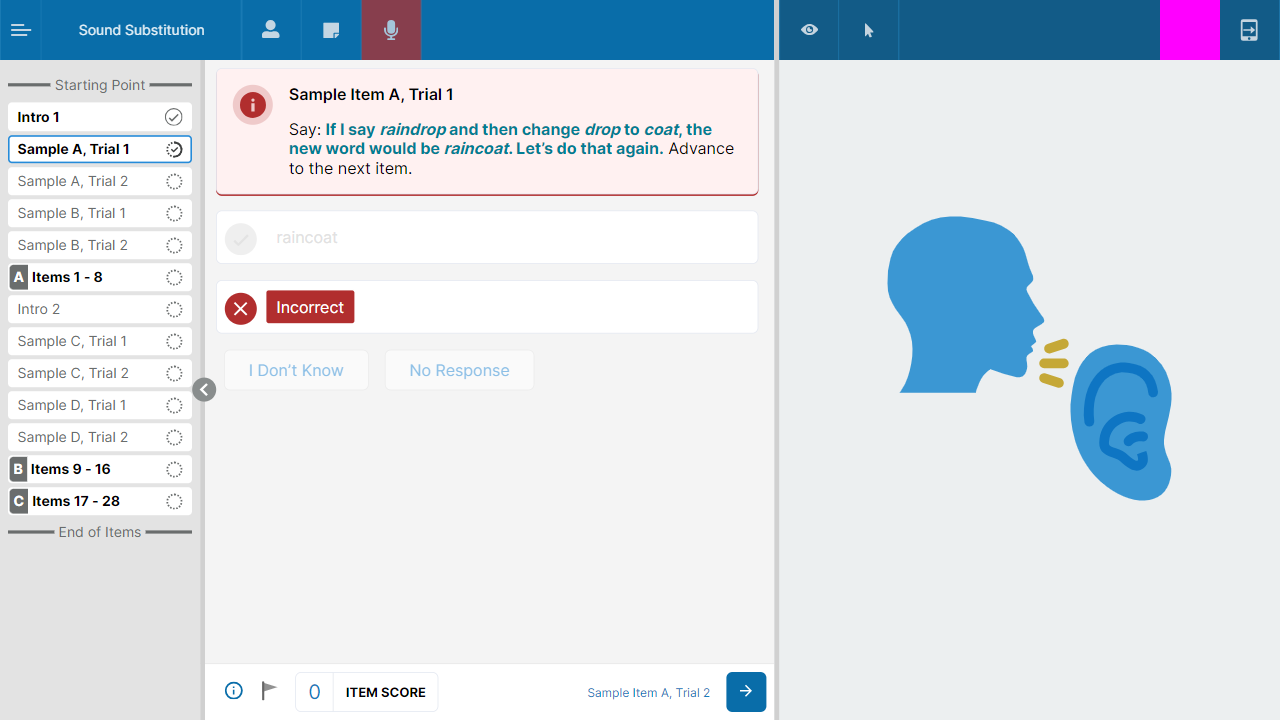 Sound Substitution
Starting Point
Intro 1
Sample A, Trial 1
Sample A, Trial 2
Sample B, Trial 1
Sample B, Trial 2
A Items 1 - 8
Intro 2
Sample C, Trial 1
Sample C, Trial 2
Sample D, Trial 1
Sample D, Trial 2
B Items 9 - 16
C Items 17 - 28
End of Items
Sample Item A, Trial 1
Say: If I say raindrop and then change drop to coat, the
new word would be raincoat. Let’s do that again. Advance
to the next item.
raincoat
Incorrect
I Don’t Know
No Response
0 ITEM SCORE
Sample Item A, Trial 2